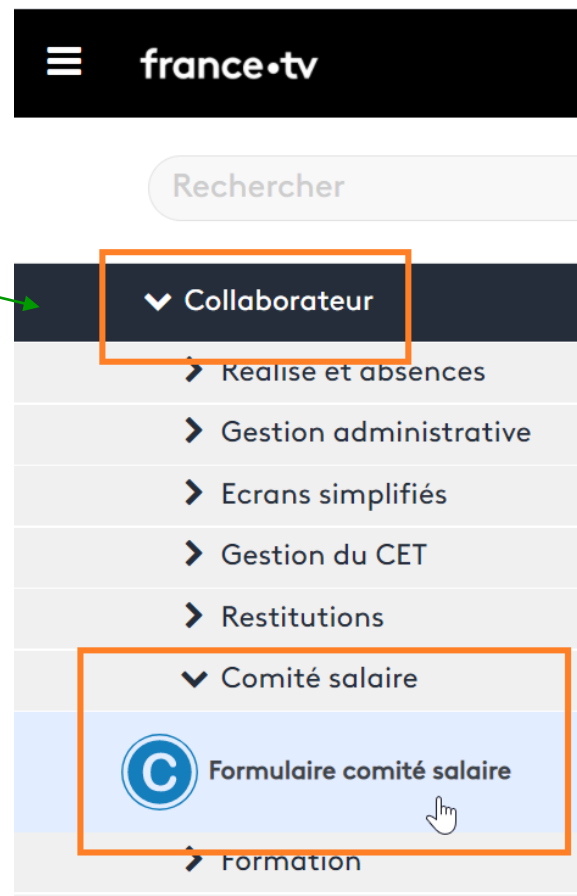 france•tv
Rechercher
Collaborateur
Réalisé et absences
Gestion administrative
Ecrans simplifiés
Gestion du CET
Restitutions
Comité salaire
C Formulaire comité salaire
Formation